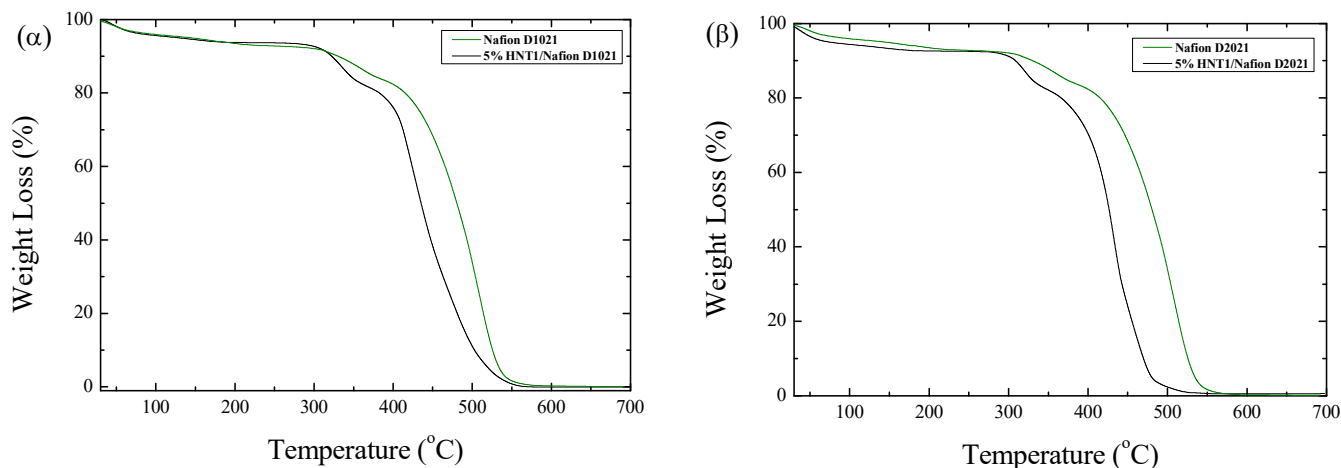 (α)
Weight Loss (%)
100
80
60
40
20
0
Nafion D1021
5% HNT1/Nafion D1021
100 200 300 400 500 600 700
Temperature (°C)
(β)
Weight Loss (%)
100
80
60
40
20
0
Nafion D2021
5% HNT1/Nafion D2021
100 200 300 400 500 600 700
Temperature (°C)